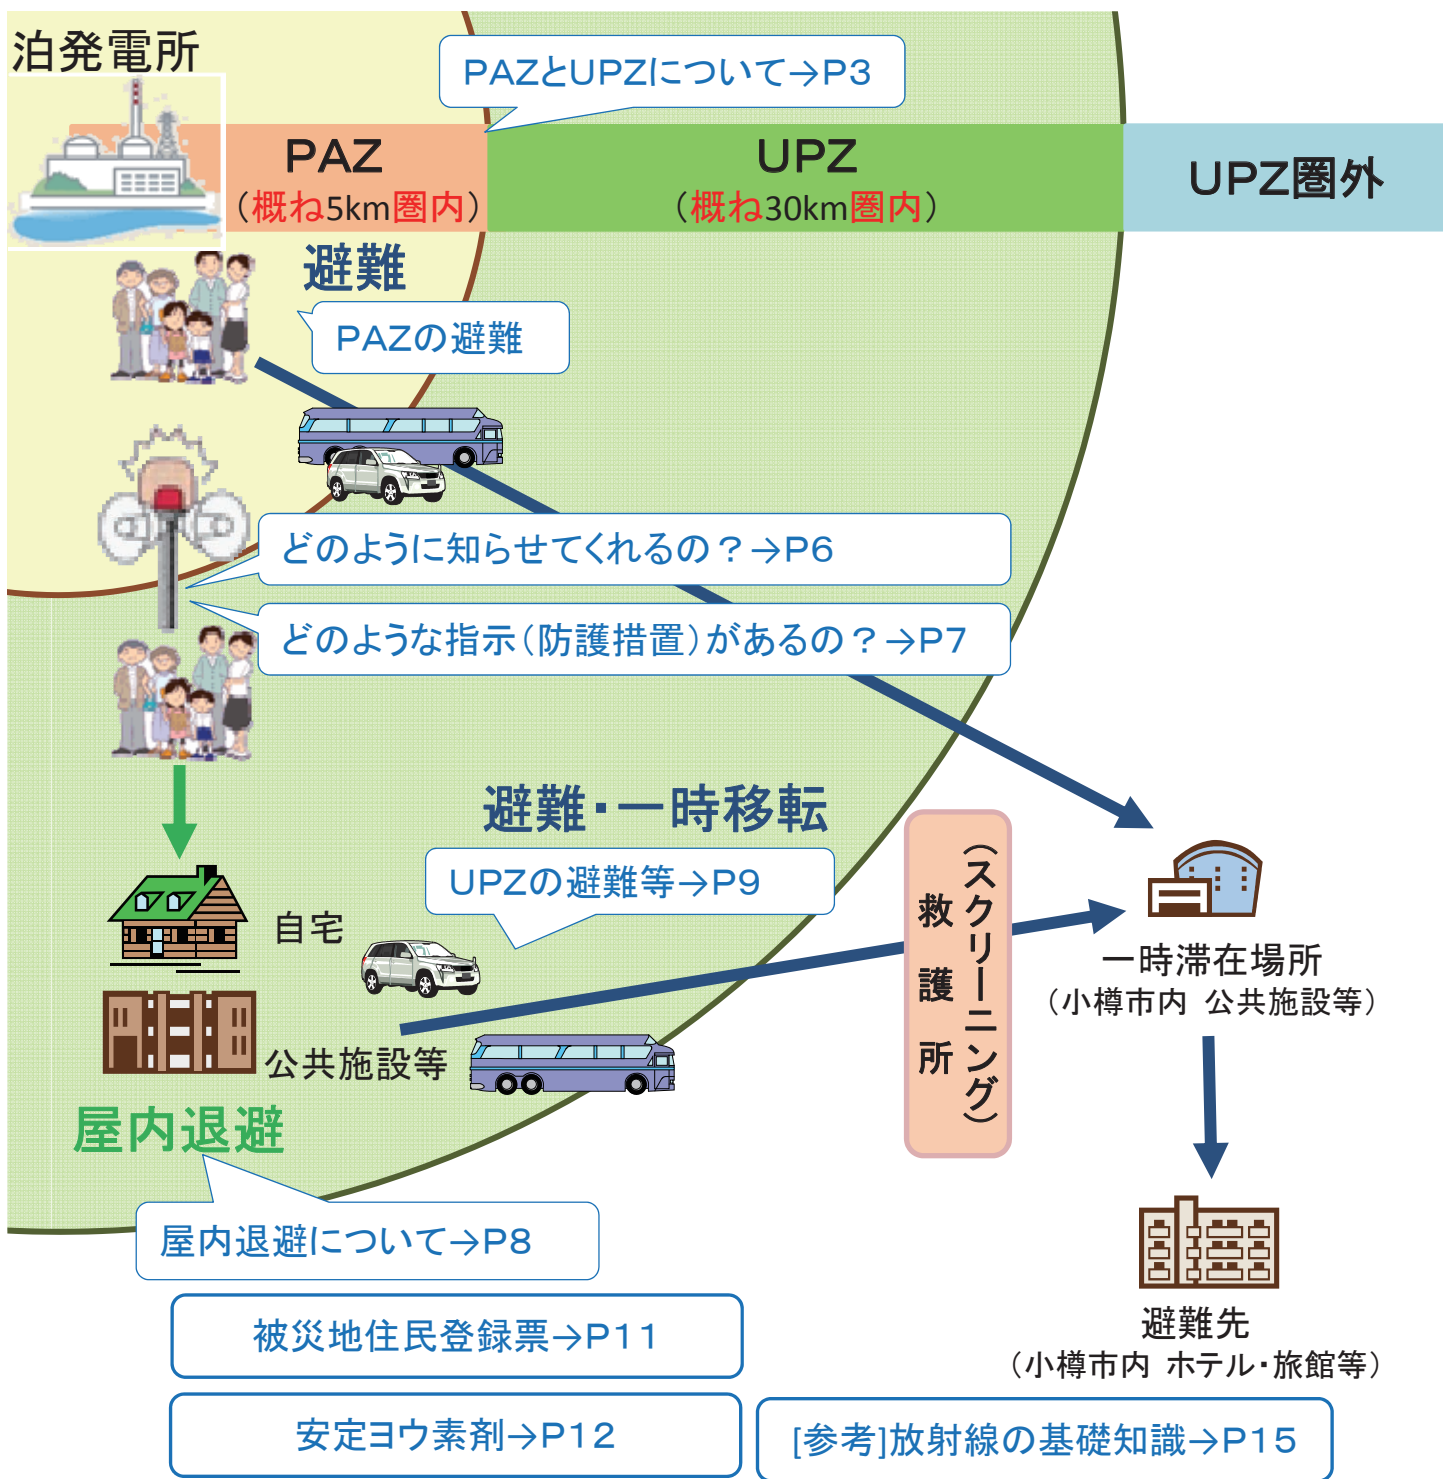 泊発電所
PAZとUPZについて→P3
PAZ
（概ね5km圏内）
UPZ
（概ね30km圏内）
UPZ圏外
避難
PAZの避難
どのように知らせてくれるの？→P6
どのような指示（防護措置）があるの？→P7
避難・一時移転
UPZの避難等→P9
自宅
公共施設等
屋内退避
屋内退避について→P8
救護所
（スクリーニング）
一時滞在場所
（小樽市内 公共施設等）
避難先
（小樽市内 ホテル・旅館等）
被災地住民登録票→P11
安定ヨウ素剤→P12
[参考]放射線の基礎知識→P15